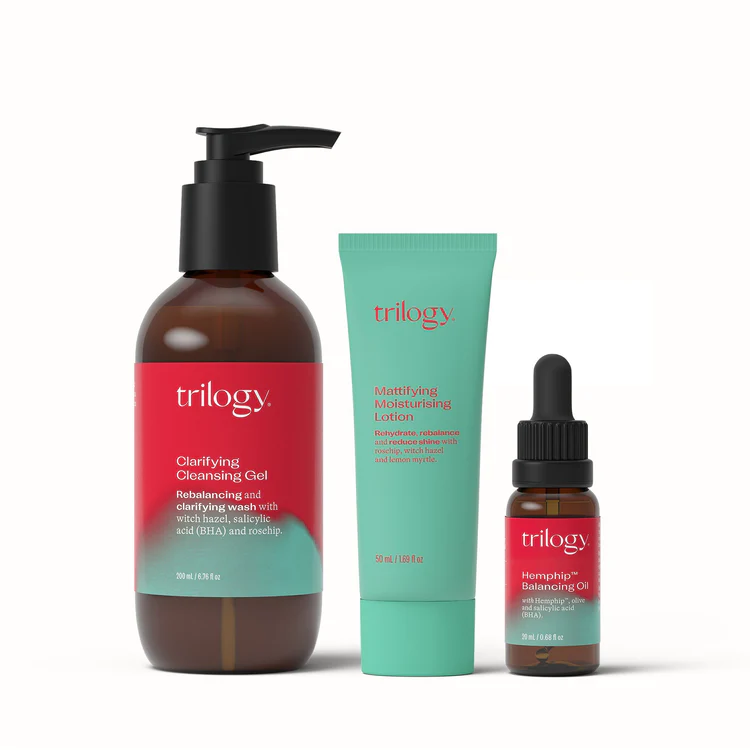 trilogy®
Clarifying
Cleansing Gel
Rebalancing and
clarifying wash with
witch hazel, salicylic
acid (BHA) and rosehip.
200 mL / 6.76 fl oz
trilogy®
Mattifying
Moisturising
Lotion
Rehydrate, rebalance
and reduce shine with
rosehip, witch hazel
and lemon myrtle.
50 mL / 1.69 fl oz
trilogy®
Hemphip™
Balancing Oil
with Hemphip™, olive
and salicylic acid
(BHA).
20 mL / 0.68 fl oz